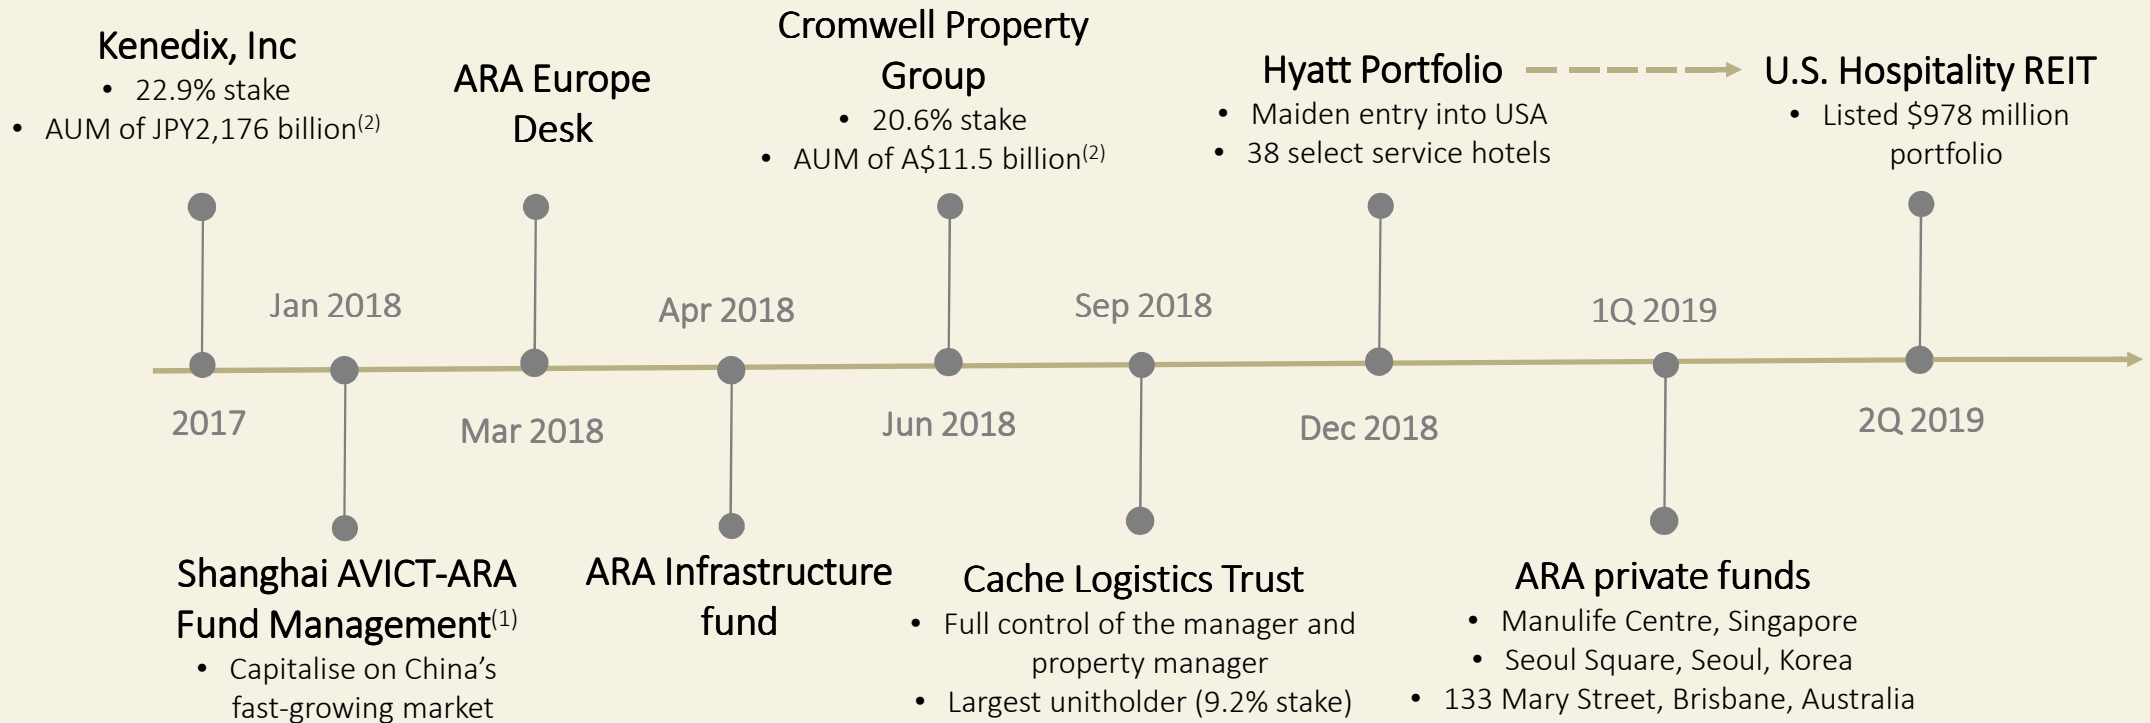 Kenedix, Inc
• 22.9% stake
• AUM of JPY2,176 billion(2)
ARA Europe
Desk
Cromwell Property
Group
• 20.6% stake
• AUM of A$11.5 billion(2)
Hyatt Portfolio
• Maiden entry into USA
• 38 select service hotels
U.S. Hospitality REIT
• Listed $978 million
portfolio
Jan 2018
Apr 2018
Sep 2018
1Q 2019
2017
Mar 2018
Jun 2018
Dec 2018
2Q 2019
Shanghai AVICT-ARA
Fund Management(1)
• Capitalise on China’s
fast-growing market
ARA Infrastructure
fund
Cache Logistics Trust
• Full control of the manager and
property manager
• Largest unitholder (9.2% stake)
ARA private funds
• Manulife Centre, Singapore
• Seoul Square, Seoul, Korea
• 133 Mary Street, Brisbane, Australia